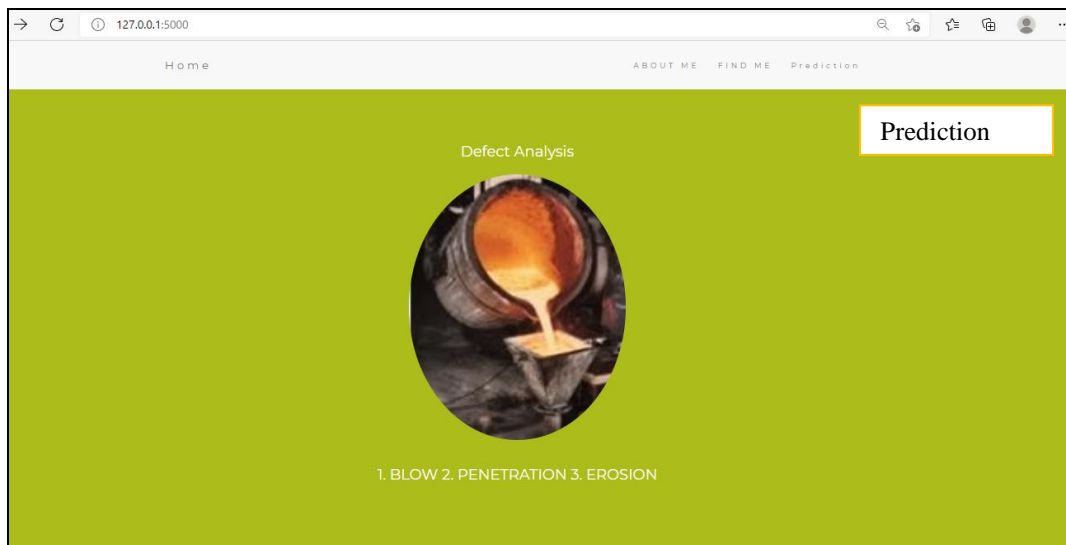 127.0.0.1:5000
Home ABOUT ME FIND ME Prediction
Prediction
Defect Analysis
1. BLOW 2. PENETRATION 3. EROSION